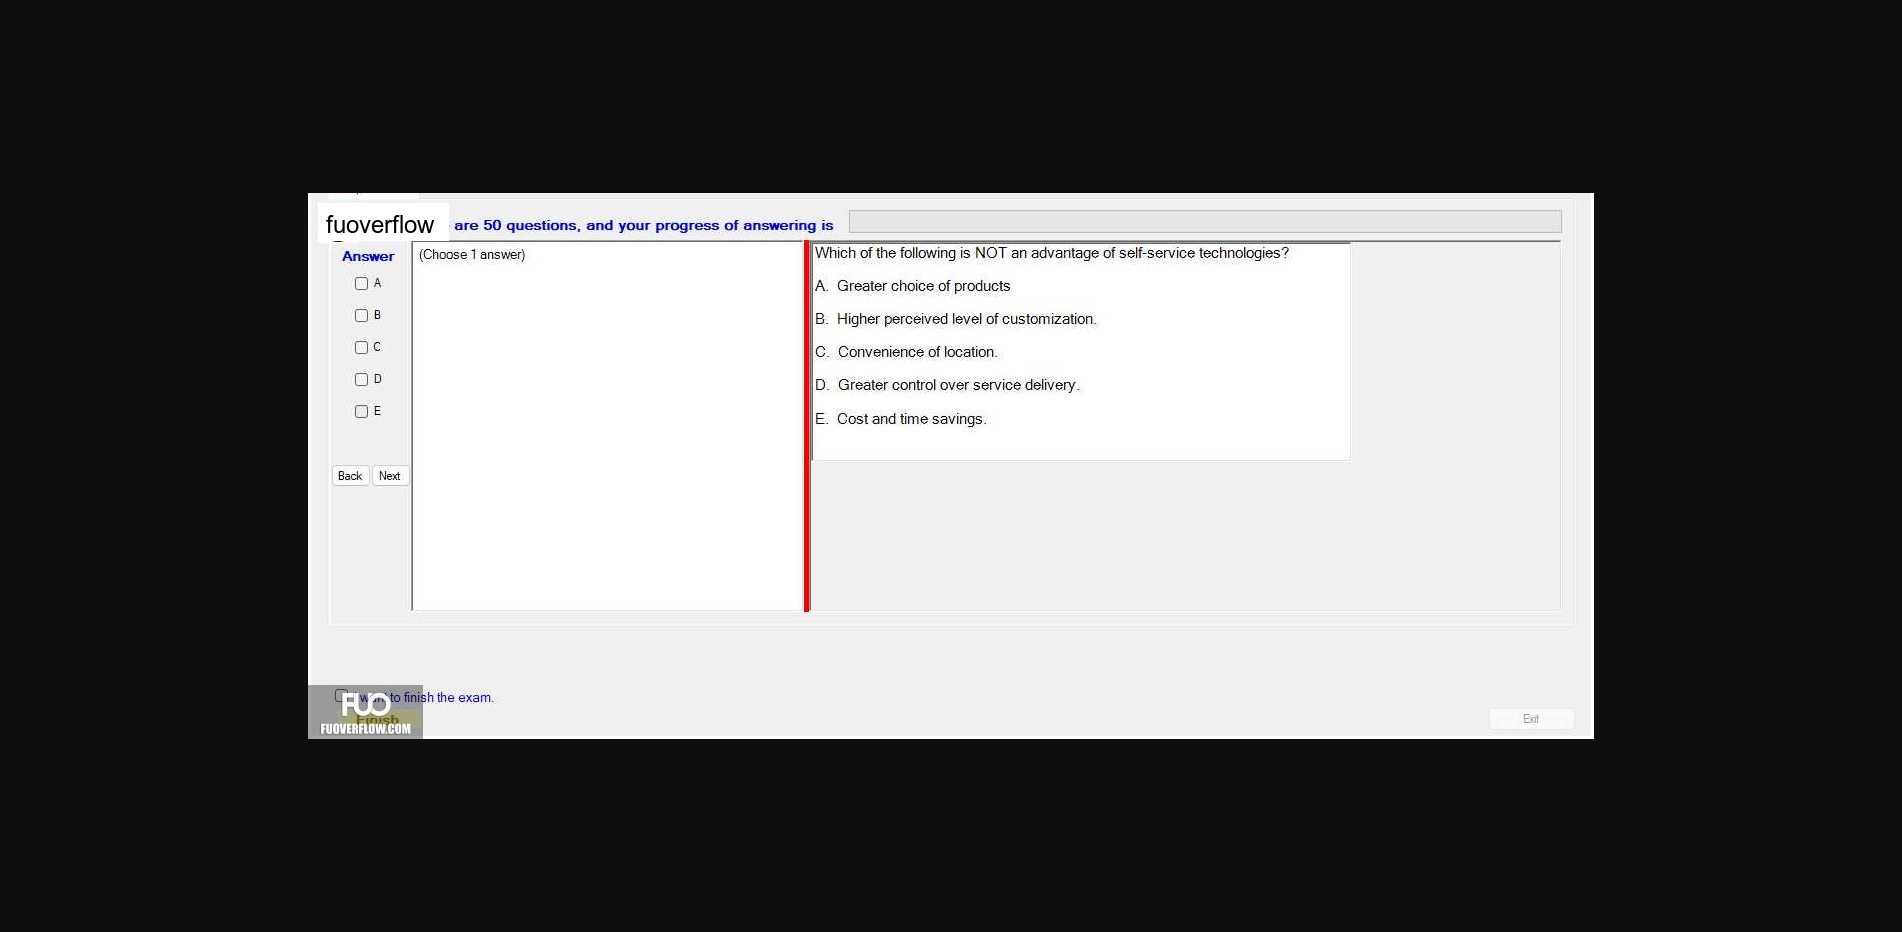 fuoverflow are 50 questions, and your progress of answering is
Answer
(Choose 1 answer)
A
B
C
D
E
Back Next
Which of the following is NOT an advantage of self-service technologies?
A. Greater choice of products
B. Higher perceived level of customization.
C. Convenience of location.
D. Greater control over service delivery.
E. Cost and time savings.
want to finish the exam.
FUO
Finish
FUOVERFLOW.COM
Exit